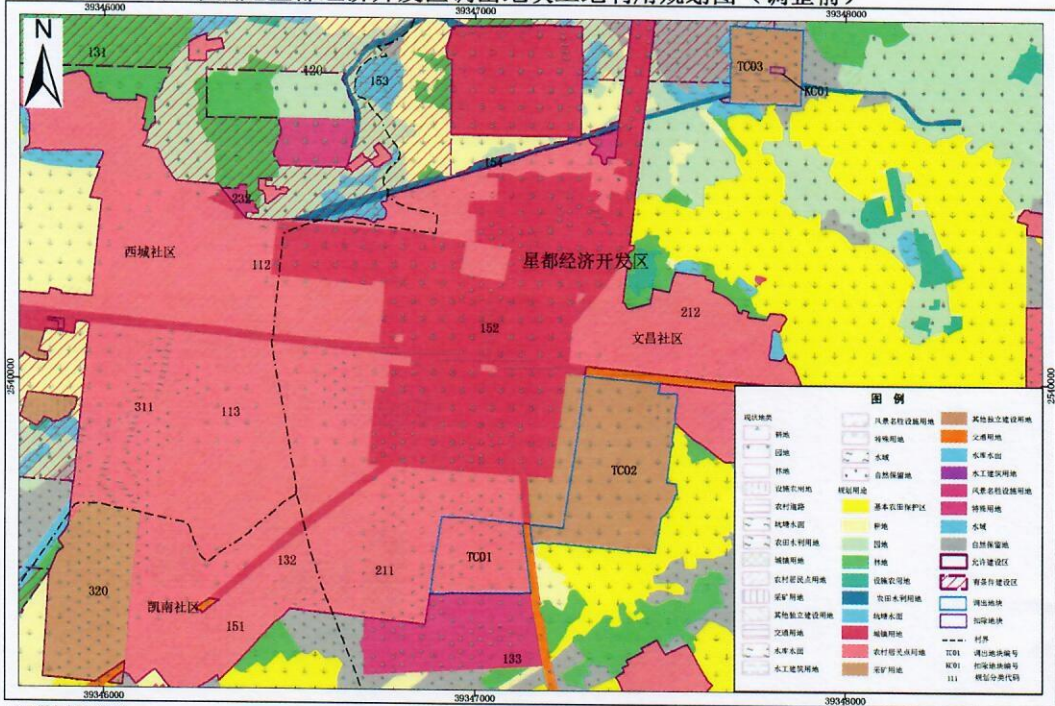 39346000
39347000
39348000
N
131
120
153
TC03
KC01
154
232
西城社区
112
星都经济开发区
152
212
文昌社区
2540000
2540000
311
113
TC02
TC01
132
211
320
凯南社区
151
133
图 例
现状地类
耕地
园地
林地
设施农用地
农村道路
坑塘水面
农田水利用地
城镇用地
农村居民点用地
采矿用地
其他独立建设用地
交通用地
水库水面
水工建筑用地
风景名胜设施用地
特殊用地
水域
自然保留地
规划用途
基本农田保护区
耕地
园地
林地
设施农用地
农田水利用地
坑塘水面
城镇用地
农村居民点用地
采矿用地
其他独立建设用地
交通用地
水库水面
水工建筑用地
风景名胜设施用地
特殊用地
水域
自然保留地
允许建设区
有条件建设区
调出地块
扣除地块
村界
TC01 调出地块编号
KC01 扣除地块编号
111 规划分类代码
39346000
39347000
39348000